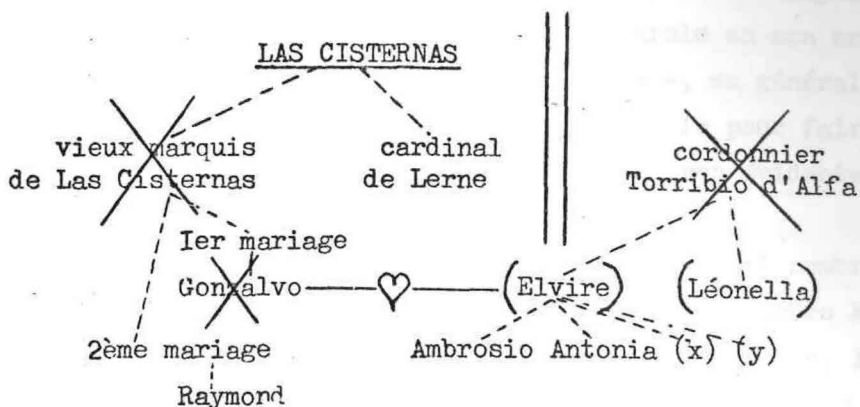 LAS CISTERNAS
vieux marquis
de Las Cisternas
cardinal
de Lerne
cordonnier
Torribio d'Alfa
Ier mariage
Gonzalvo
(Elvire)
(Léonella)
2ème mariage
Ambrosio Antonia (x) (y)
Raymond